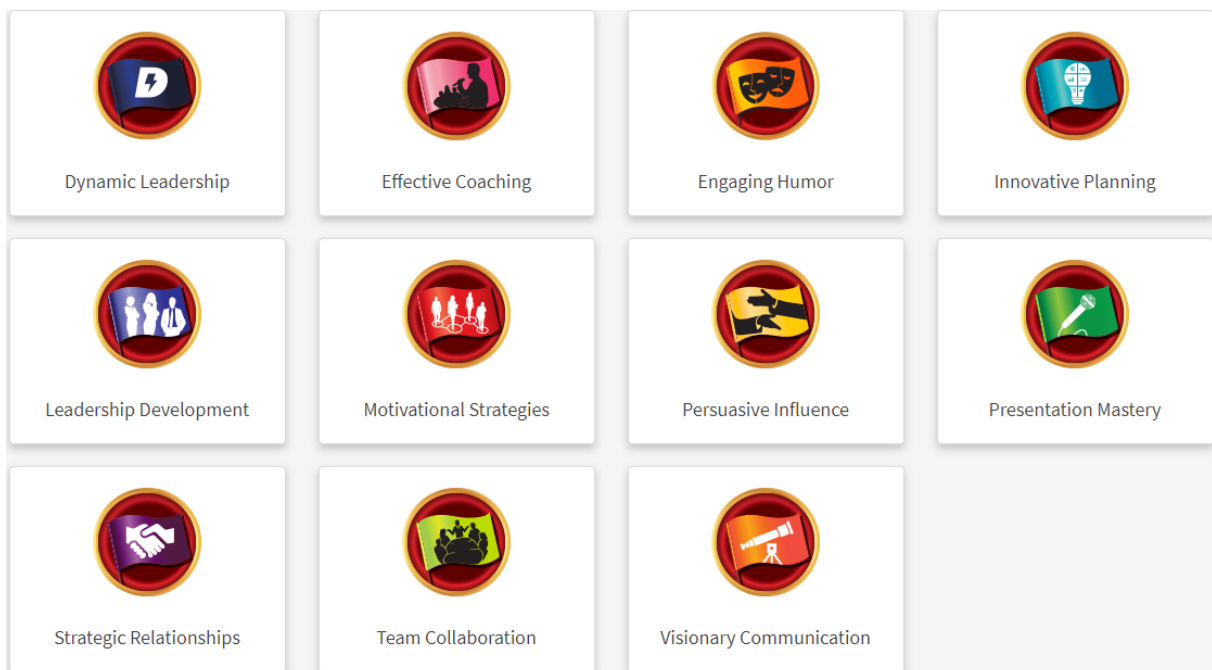 D
Dynamic Leadership
Effective Coaching
Engaging Humor
Innovative Planning
Leadership Development
Motivational Strategies
Persuasive Influence
Presentation Mastery
Strategic Relationships
Team Collaboration
Visionary Communication